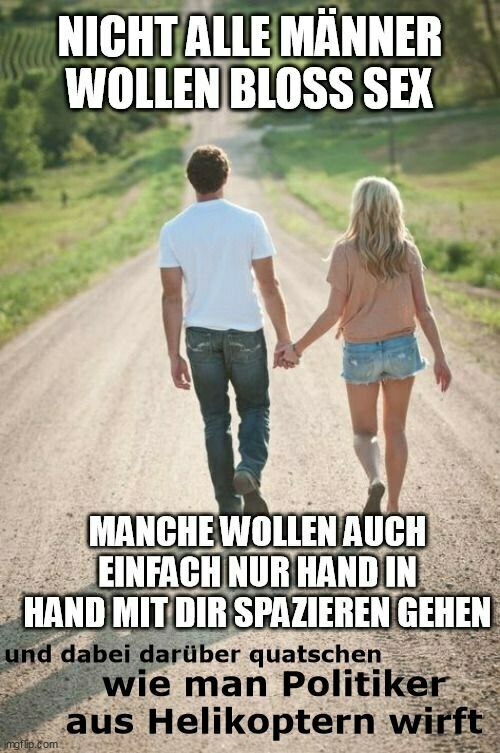 NICHT ALLE MÄNNER
WOLLEN BLOSS SEX
MANCHE WOLLEN AUCH
EINFACH NUR HAND IN
HAND MIT DIR SPAZIEREN GEHEN
und dabei darüber quatschen
wie man Politiker
aus Helikoptern wirft
imgflip.com